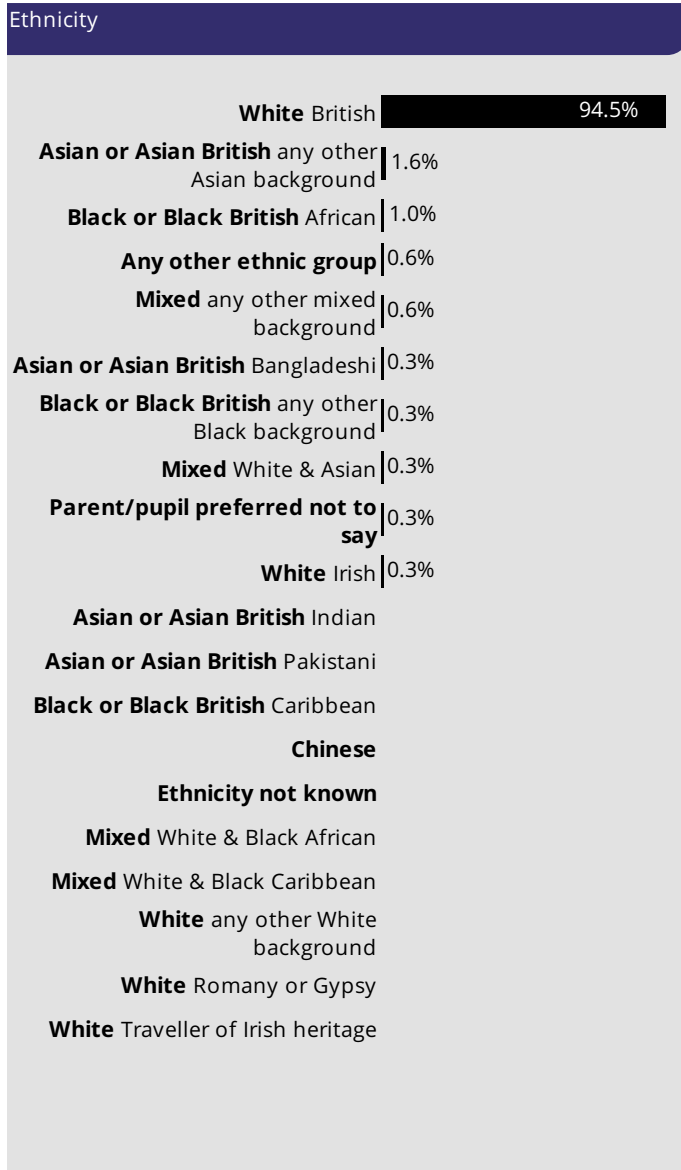 Ethnicity
White British 94.5%
Asian or Asian British any other
Asian background 1.6%
Black or Black British African 1.0%
Any other ethnic group 0.6%
Mixed any other mixed
background 0.6%
Asian or Asian British Bangladeshi 0.3%
Black or Black British any other
Black background 0.3%
Mixed White & Asian 0.3%
Parent/pupil preferred not to
say 0.3%
White Irish 0.3%
Asian or Asian British Indian
Asian or Asian British Pakistani
Black or Black British Caribbean
Chinese
Ethnicity not known
Mixed White & Black African
Mixed White & Black Caribbean
White any other White
background
White Romany or Gypsy
White Traveller of Irish heritage